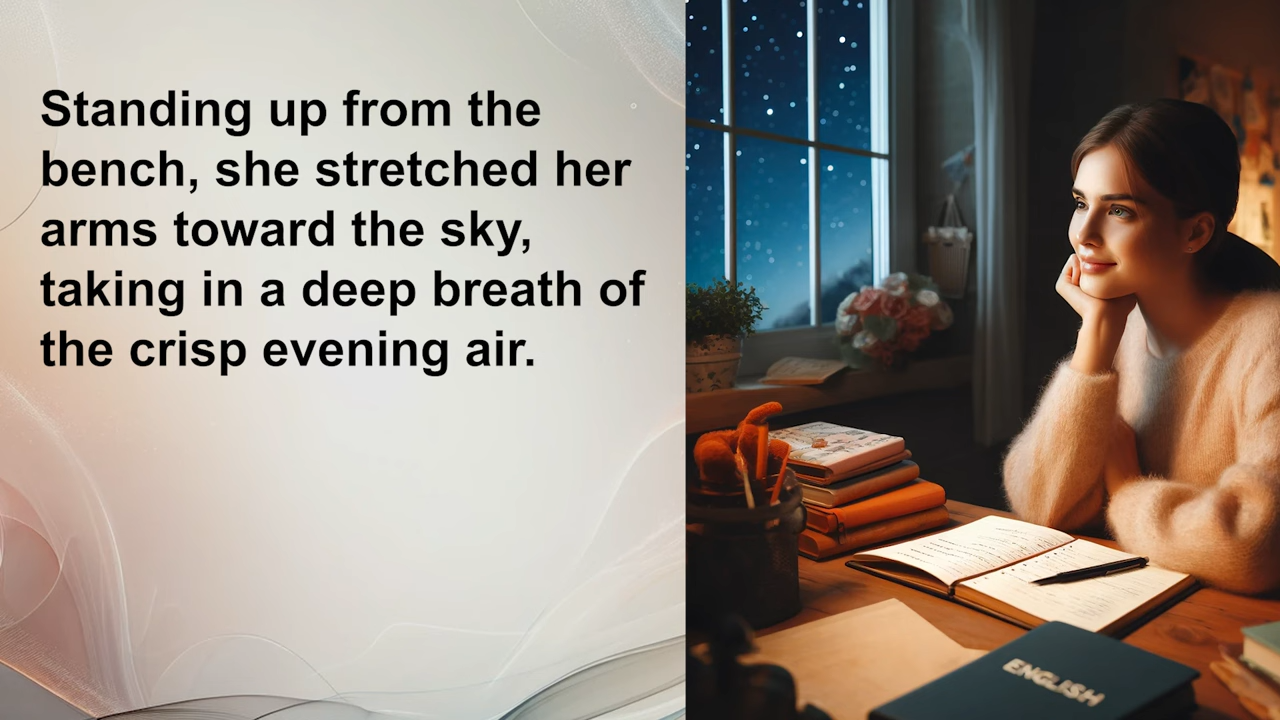 Standing up from the
bench, she stretched her
arms toward the sky,
taking in a deep breath of
the crisp evening air.
ENGLISH